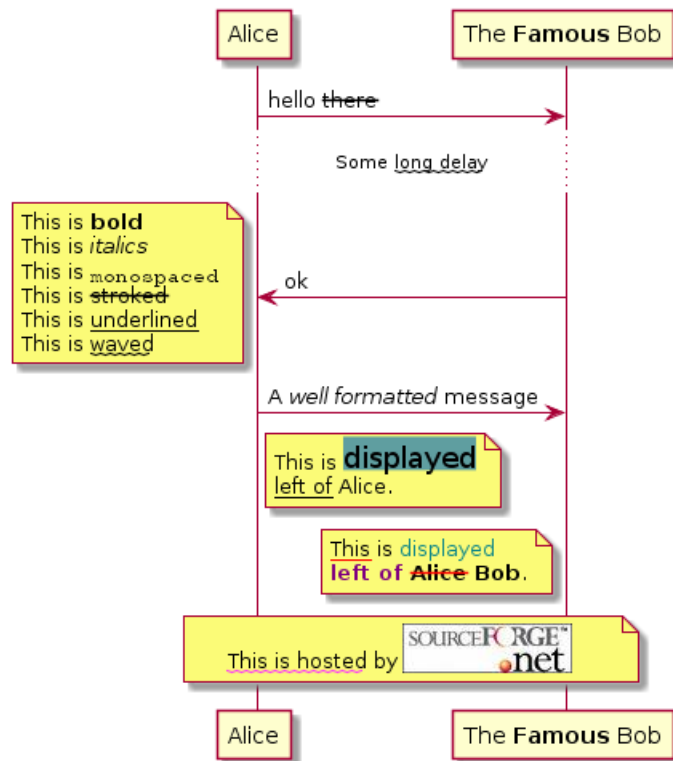 Alice
The Famous Bob
hello there
Some long delay
This is bold
This is italics
This is monospaced
This is stroked
This is underlined
This is waved
ok
A well formatted message
This is displayed
left of Alice.
This is displayed
left of Alice Bob.
This is hosted by SOURCEFORGE™
.net
Alice
The Famous Bob